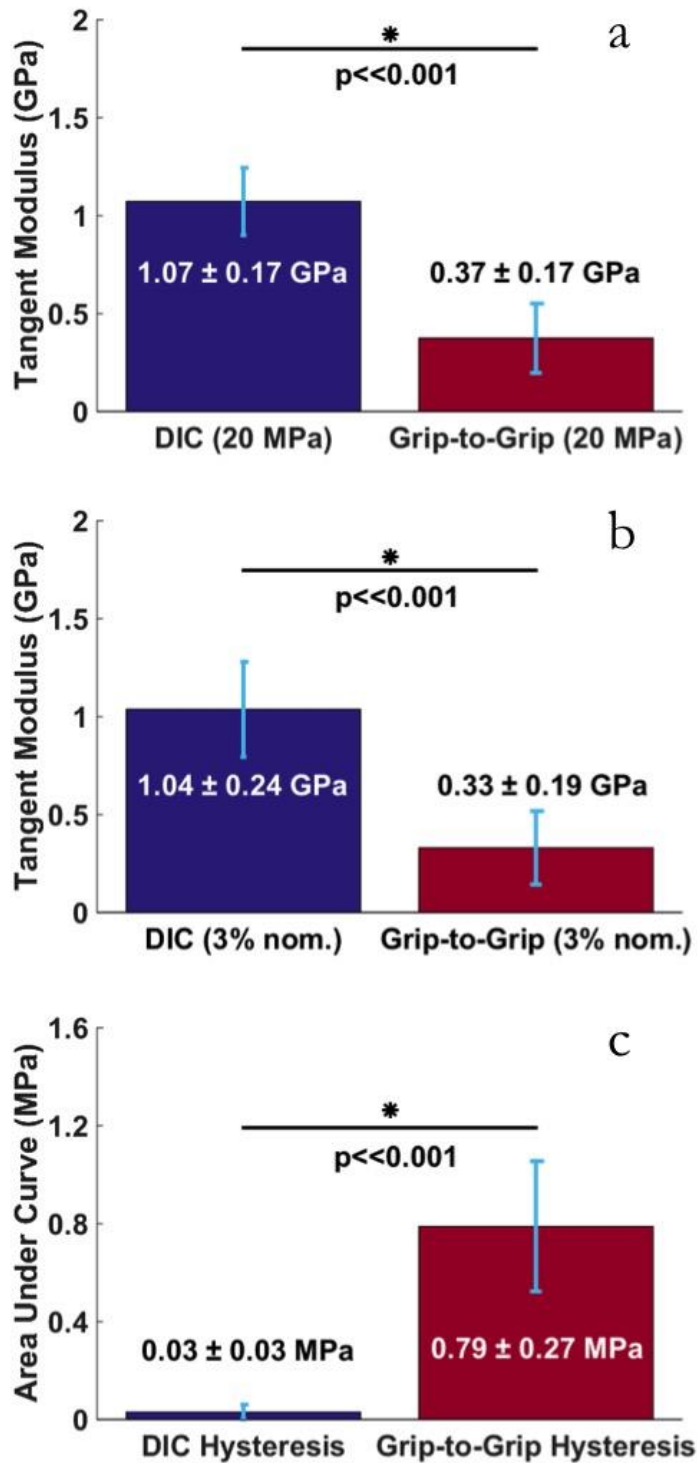 a
2
*
p<<0.001
1.5
1
0.5
0
Tangent Modulus (GPa)
1.07 ± 0.17 GPa
0.37 ± 0.17 GPa
DIC (20 MPa)
Grip-to-Grip (20 MPa)
b
2
*
p<<0.001
1.5
1
0.5
0
Tangent Modulus (GPa)
1.04 ± 0.24 GPa
0.33 ± 0.19 GPa
DIC (3% nom.)
Grip-to-Grip (3% nom.)
c
1.6
*
p<<0.001
1.2
0.8
0.4
0
Area Under Curve (MPa)
0.03 ± 0.03 MPa
0.79 ± 0.27 MPa
DIC Hysteresis
Grip-to-Grip Hysteresis